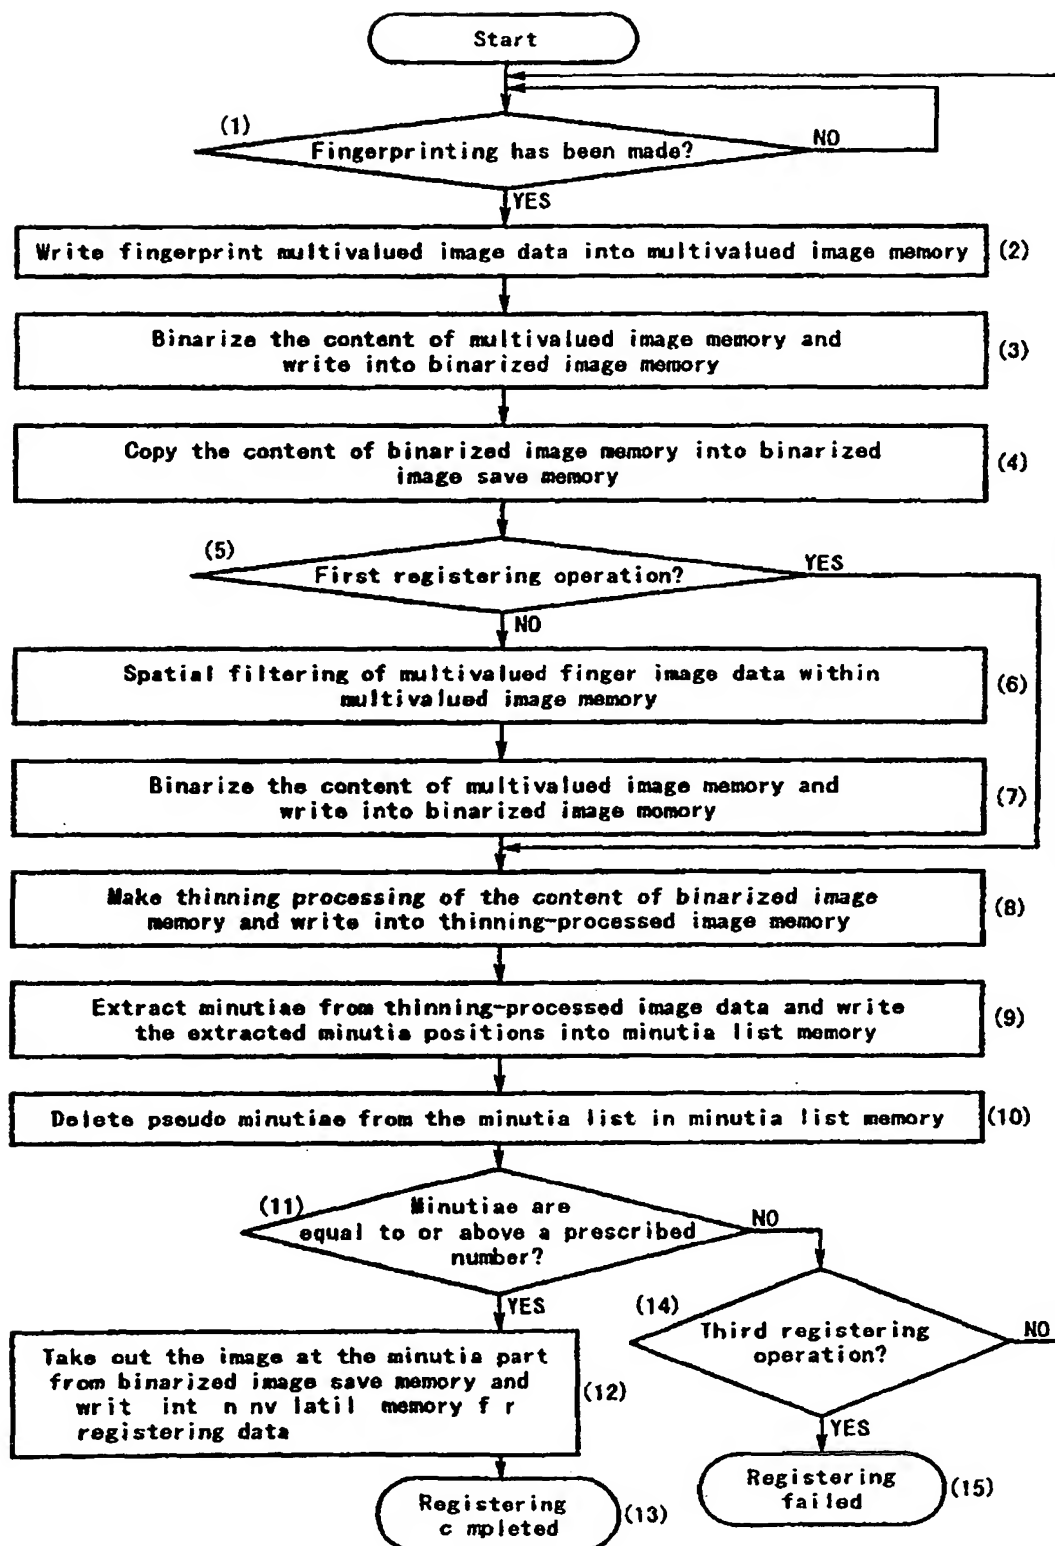 Start
(1)
Fingerprinting has been made?
NO
YES
Write fingerprint multivalued image data into multivalued image memory
(2)
Binarize the content of multivalued image memory and
write into binarized image memory
(3)
Copy the content of binarized image memory into binarized
image save memory
(4)
(5)
First registering operation?
YES
NO
Spatial filtering of multivalued finger image data within
multivalued image memory
(6)
Binarize the content of multivalued image memory and
write into binarized image momory
(7)
Make thinning processing of the content of binarized image
memory and write into thinning-processed image memory
(8)
Extract minutiae from thinning-processed image data and write
the extracted minutia positions into minutia list memory
(9)
Delete pseudo minutiae from the minutia list in minutia list memory
(10)
(11)
Minutiae are
equal to or above a prescribed
number?
NO
YES
(14)
Third registering
operation?
NO
YES
Take out the image at the minutia part
from binarized image save memory and
writ int n nv latil memory f r
registering data
(12)
Registering
c mpleted
(13)
Registering
failed
(15)